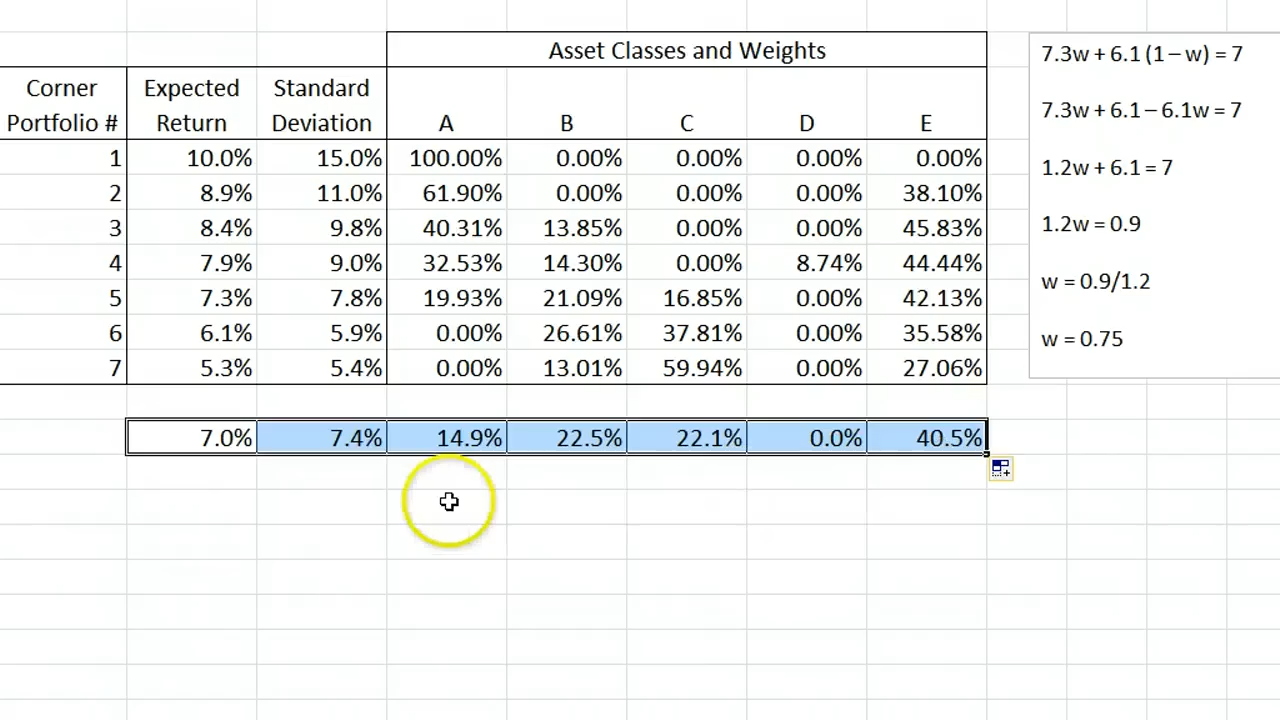 Asset Classes and Weights
Corner Portfolio # Expected Return Standard Deviation A B C D E
1 10.0% 15.0% 100.00% 0.00% 0.00% 0.00% 0.00%
2 8.9% 11.0% 61.90% 0.00% 0.00% 0.00% 38.10%
3 8.4% 9.8% 40.31% 13.85% 0.00% 0.00% 45.83%
4 7.9% 9.0% 32.53% 14.30% 0.00% 8.74% 44.44%
5 7.3% 7.8% 19.93% 21.09% 16.85% 0.00% 42.13%
6 6.1% 5.9% 0.00% 26.61% 37.81% 0.00% 35.58%
7 5.3% 5.4% 0.00% 13.01% 59.94% 0.00% 27.06%
7.0% 7.4% 14.9% 22.5% 22.1% 0.0% 40.5%
7.3w + 6.1 (1 – w) = 7
7.3w + 6.1 – 6.1w = 7
1.2w + 6.1 = 7
1.2w = 0.9
w = 0.9/1.2
w = 0.75